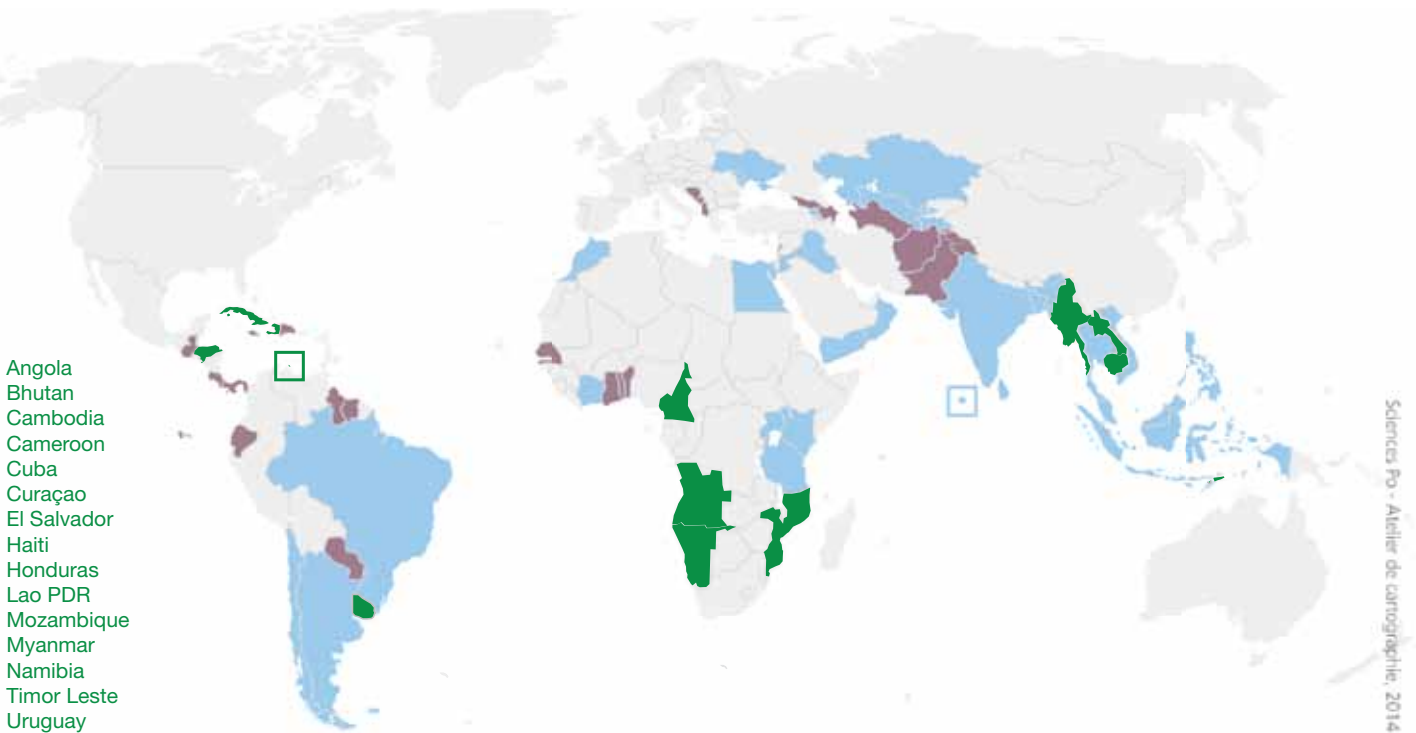 Angola
Bhutan
Cambodia
Cameroon
Cuba
Curaçao
El Salvador
Haiti
Honduras
Lao PDR
Mozambique
Myanmar
Namibia
Timor Leste
Uruguay
Sciences Po - Atelier de cartographie, 2014